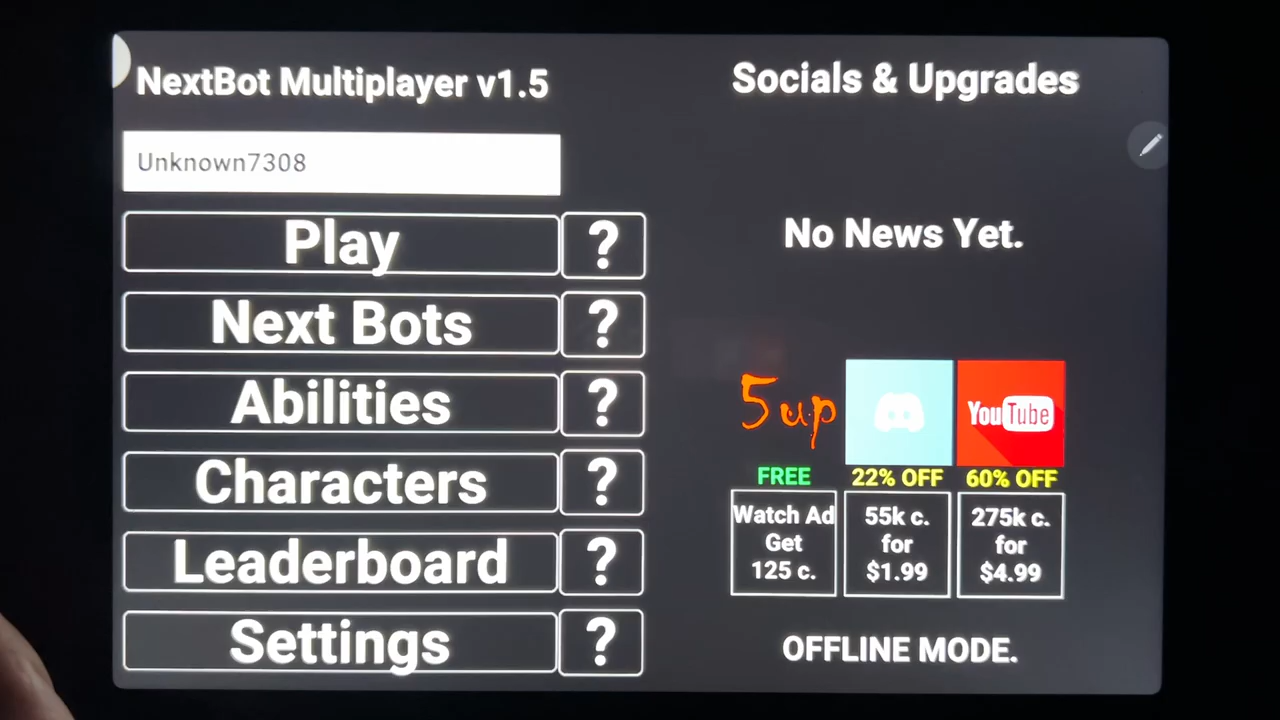 NextBot Multiplayer v1.5
Unknown7308
Play
?
Next Bots
?
Abilities
?
Characters
?
Leaderboard
?
Settings
?
Socials & Upgrades
No News Yet.
5up
YouTube
FREE
22% OFF
60% OFF
Watch Ad
Get
125 c.
55k c.
for
$1.99
275k c.
for
$4.99
OFFLINE MODE.